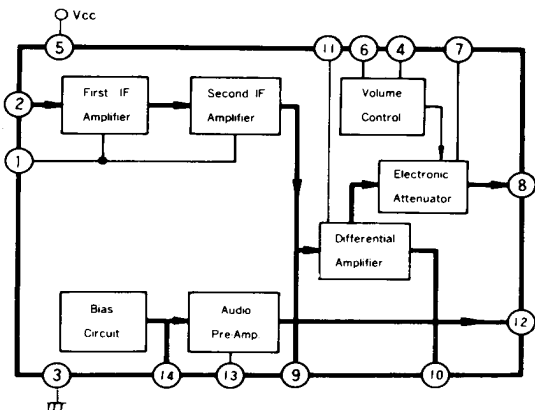 Vcc
5
11
6
4
7
2
First IF
Amplifier
Second IF
Amplifier
Volume
Control
1
Electronic
Attenuator
8
Differential
Amplifier
Bias
Circuit
Audio
Pre-Amp.
12
3
14
13
9
10